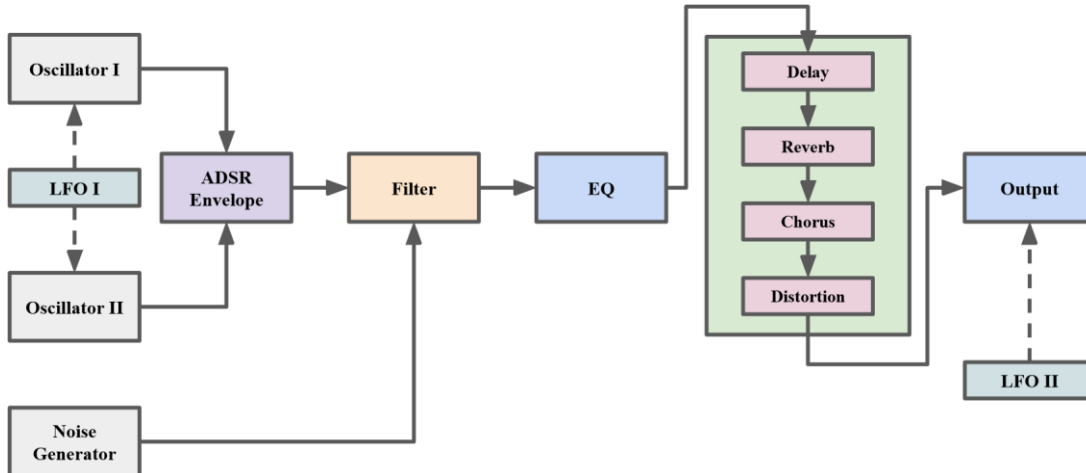 Oscillator I
LFO I
Oscillator II
Noise
Generator
ADSR
Envelope
Filter
EQ
Delay
Reverb
Chorus
Distortion
Output
LFO II